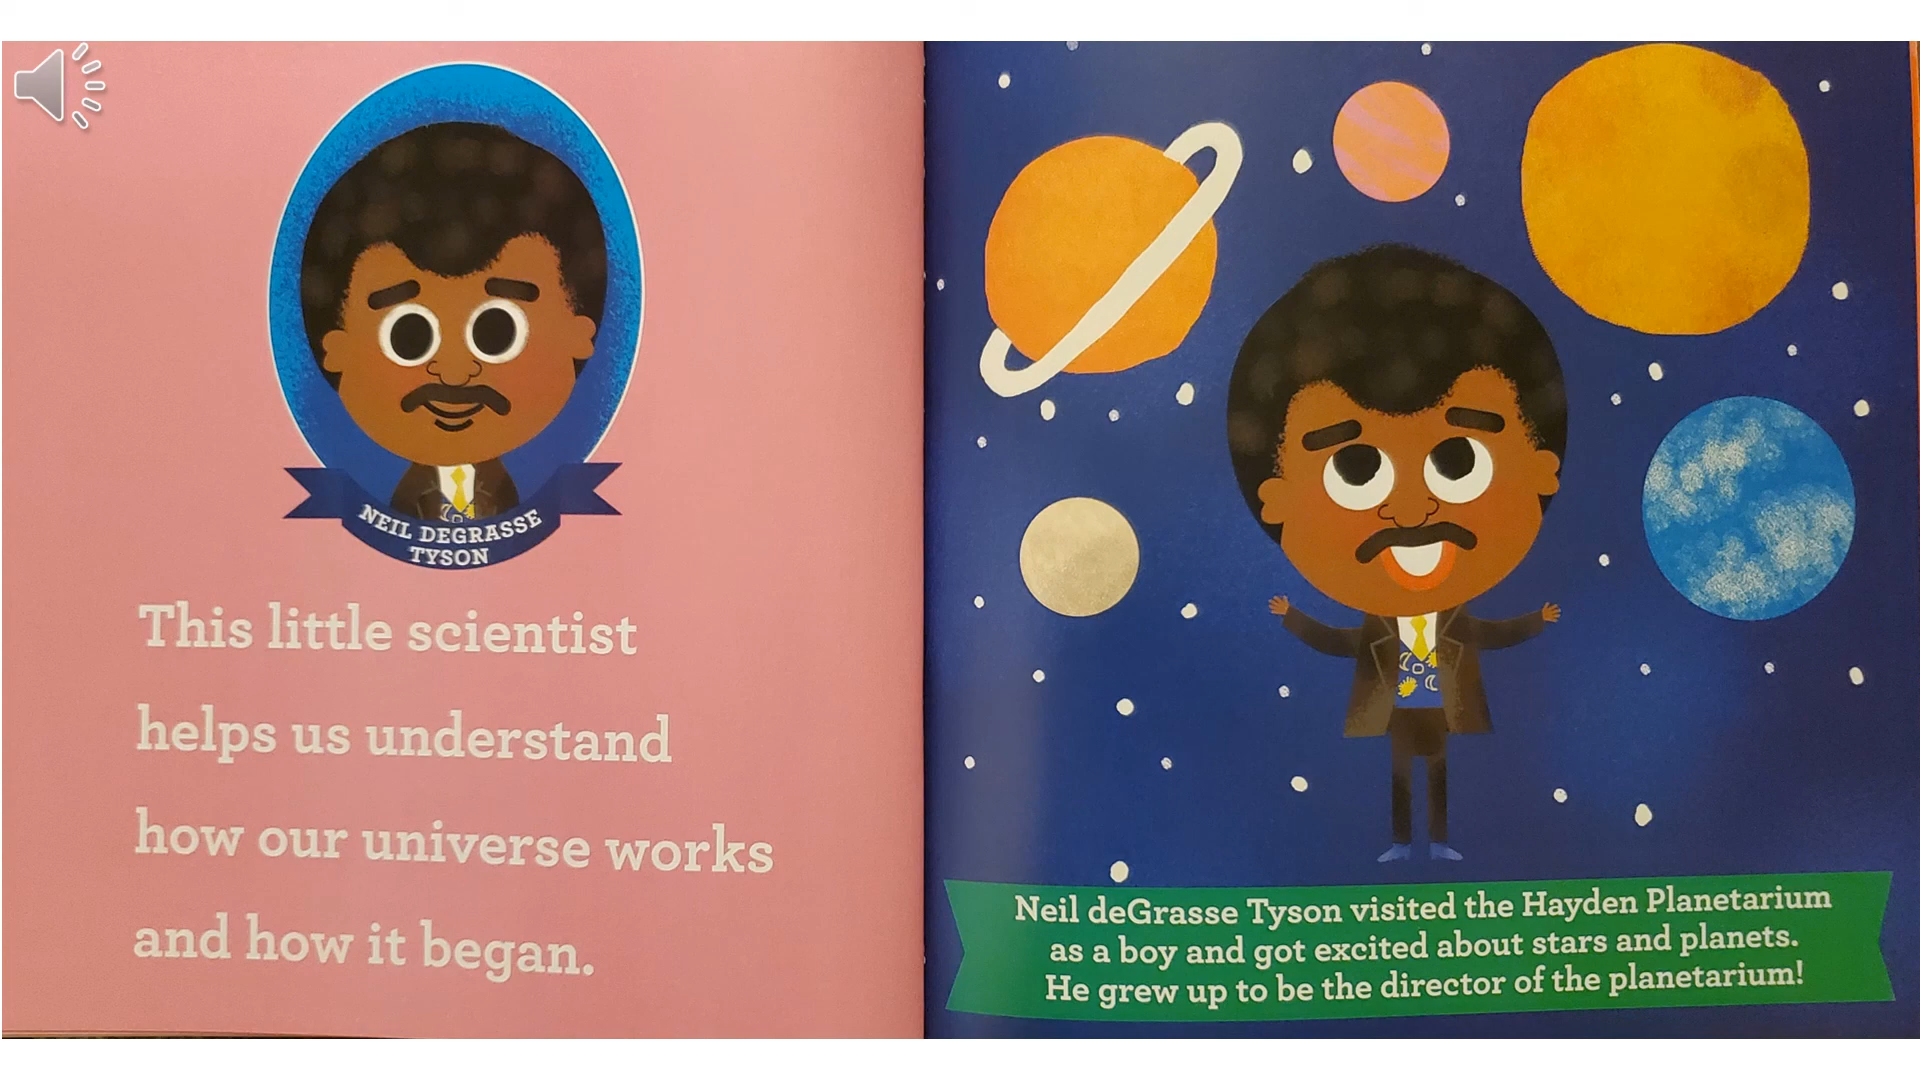 NEIL DEGRASSE
TYSON
This little scientist
helps us understand
how our universe works
and how it began.
Neil deGrasse Tyson visited the Hayden Planetarium
as a boy and got excited about stars and planets.
He grew up to be the director of the planetarium!